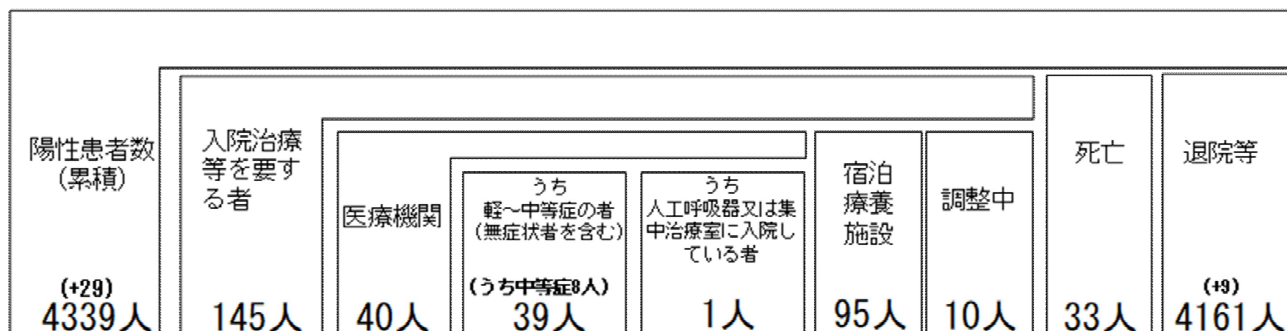 陽性患者数
(累積)
(+29)
4339人
入院治療
等を要す
る者
145人
医療機関
40人
うち
軽～中等症の者
(無症状者を含む)
(うち中等症8人)
39人
うち
人工呼吸器又は集
中治療室に入院し
ている者
1人
宿泊
療養
施設
95人
調整中
10人
死亡
33人
退院等
(+9)
4161人